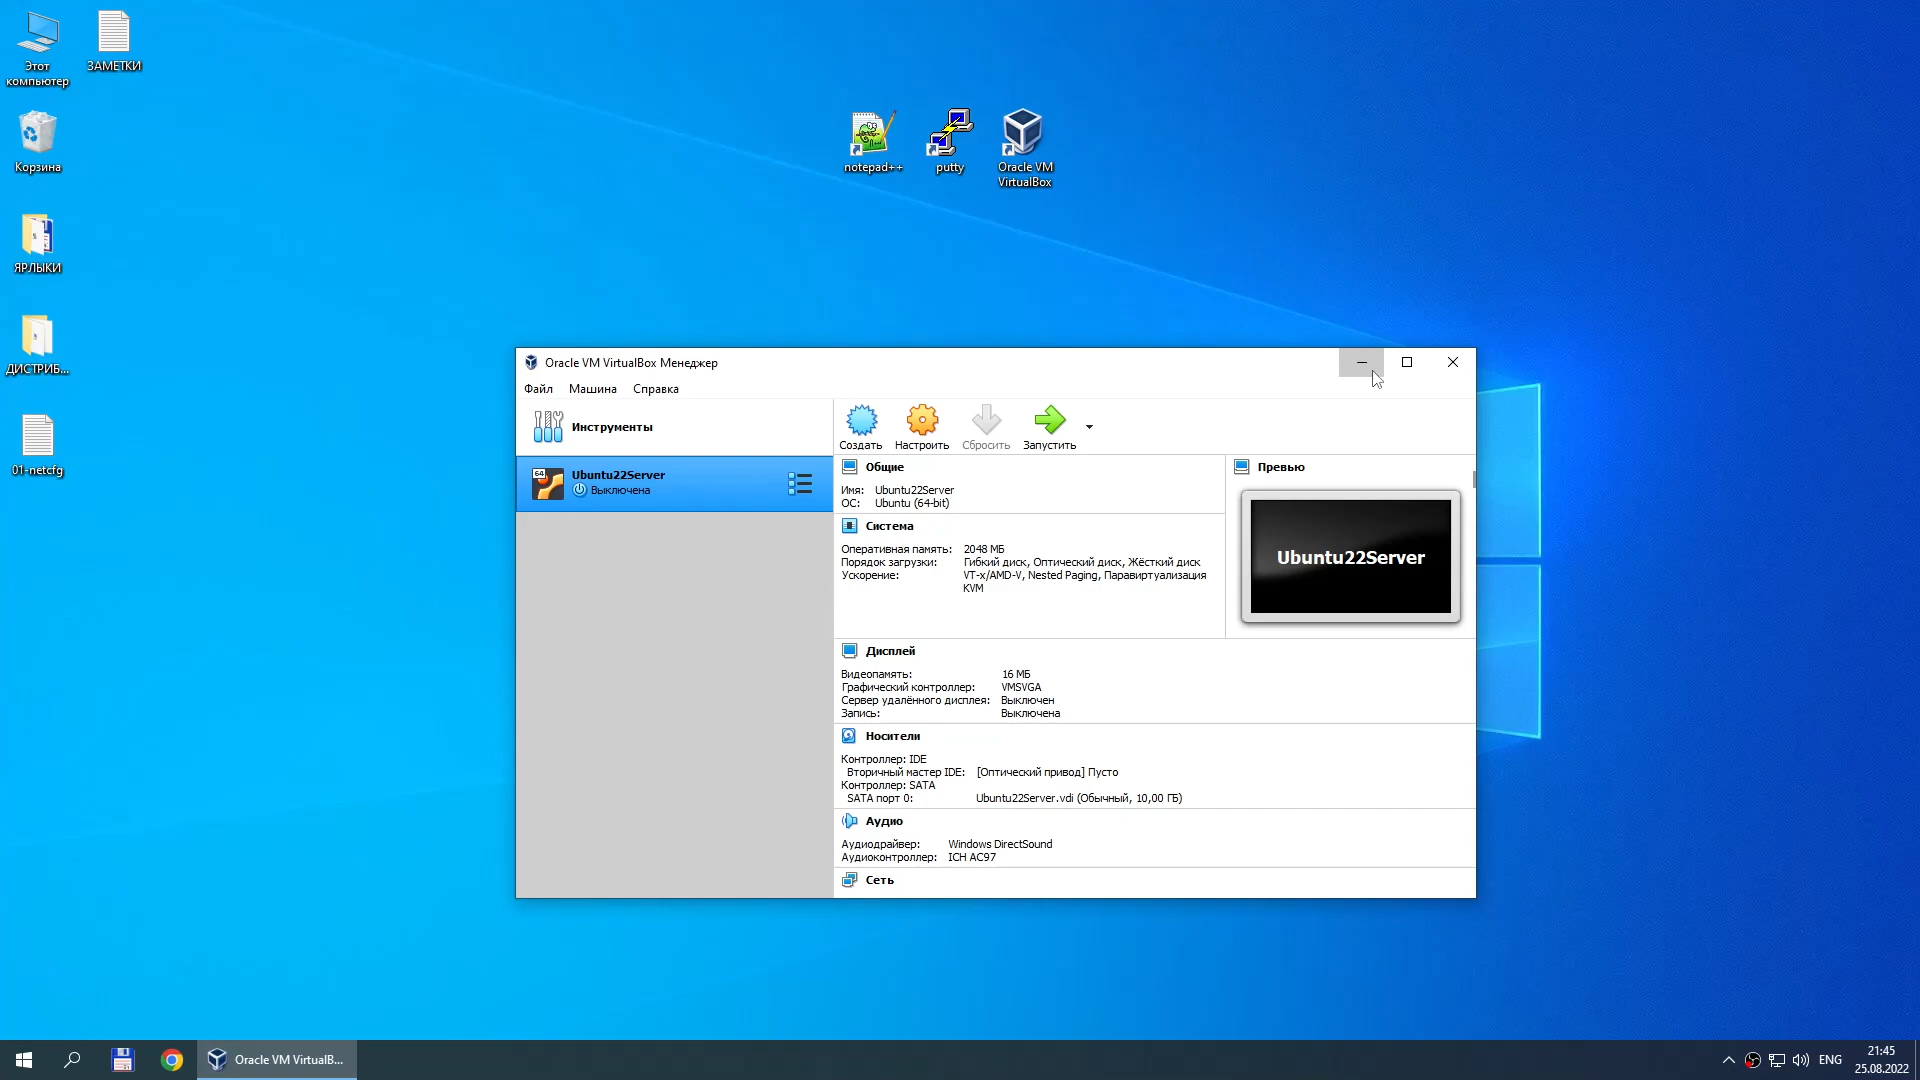 Этот
компьютер
ЗАМЕТКИ
Корзина
ЯРЛЫКИ
ДИСТРИБ...
01-netcfg
notepad++
putty
Oracle VM
VirtualBox
Oracle VM VirtualBox Менеджер
Файл Машина Справка
Инструменты
Создать Настроить Сбросить Запустить
64
Ubuntu22Server
Выключена
Общие
Имя: Ubuntu22Server
ОС: Ubuntu (64-bit)
Система
Оперативная память: 2048 МБ
Порядок загрузки: Гибкий диск, Оптический диск, Жёсткий диск
Ускорение: VT-x/AMD-V, Nested Paging, Паравиртуализация
KVM
Превью
Ubuntu22Server
Дисплей
Видеопамять: 16 МБ
Графический контроллер: VMSVGA
Сервер удалённого дисплея: Выключен
Запись: Выключена
Носители
Контроллер: IDE
Вторичный мастер IDE: [Оптический привод] Пусто
Контроллер: SATA
SATA порт 0: Ubuntu22Server.vdi (Обычный, 10,00 ГБ)
Аудио
Аудиодрайвер: Windows DirectSound
Аудиоконтроллер: ICH AC97
Сеть
Oracle VM VirtualB...
ENG
21:45
25.08.2022